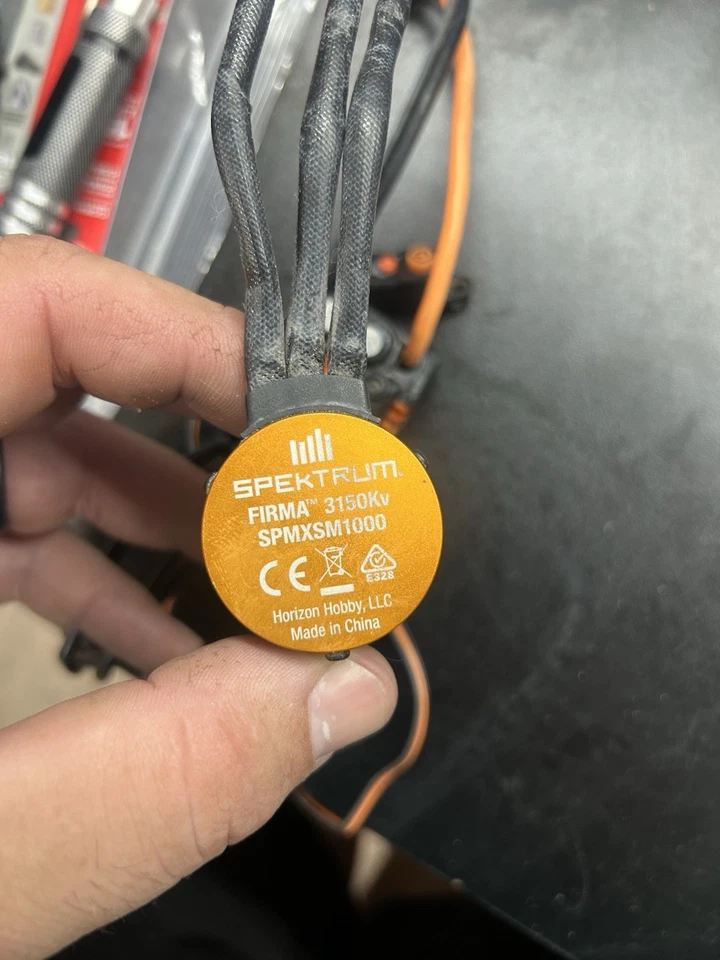 SPEKTRUM
FIRMA™ 3150Kv
SPMXSM1000
CE
E328
Horizon Hobby, LLC
Made in China